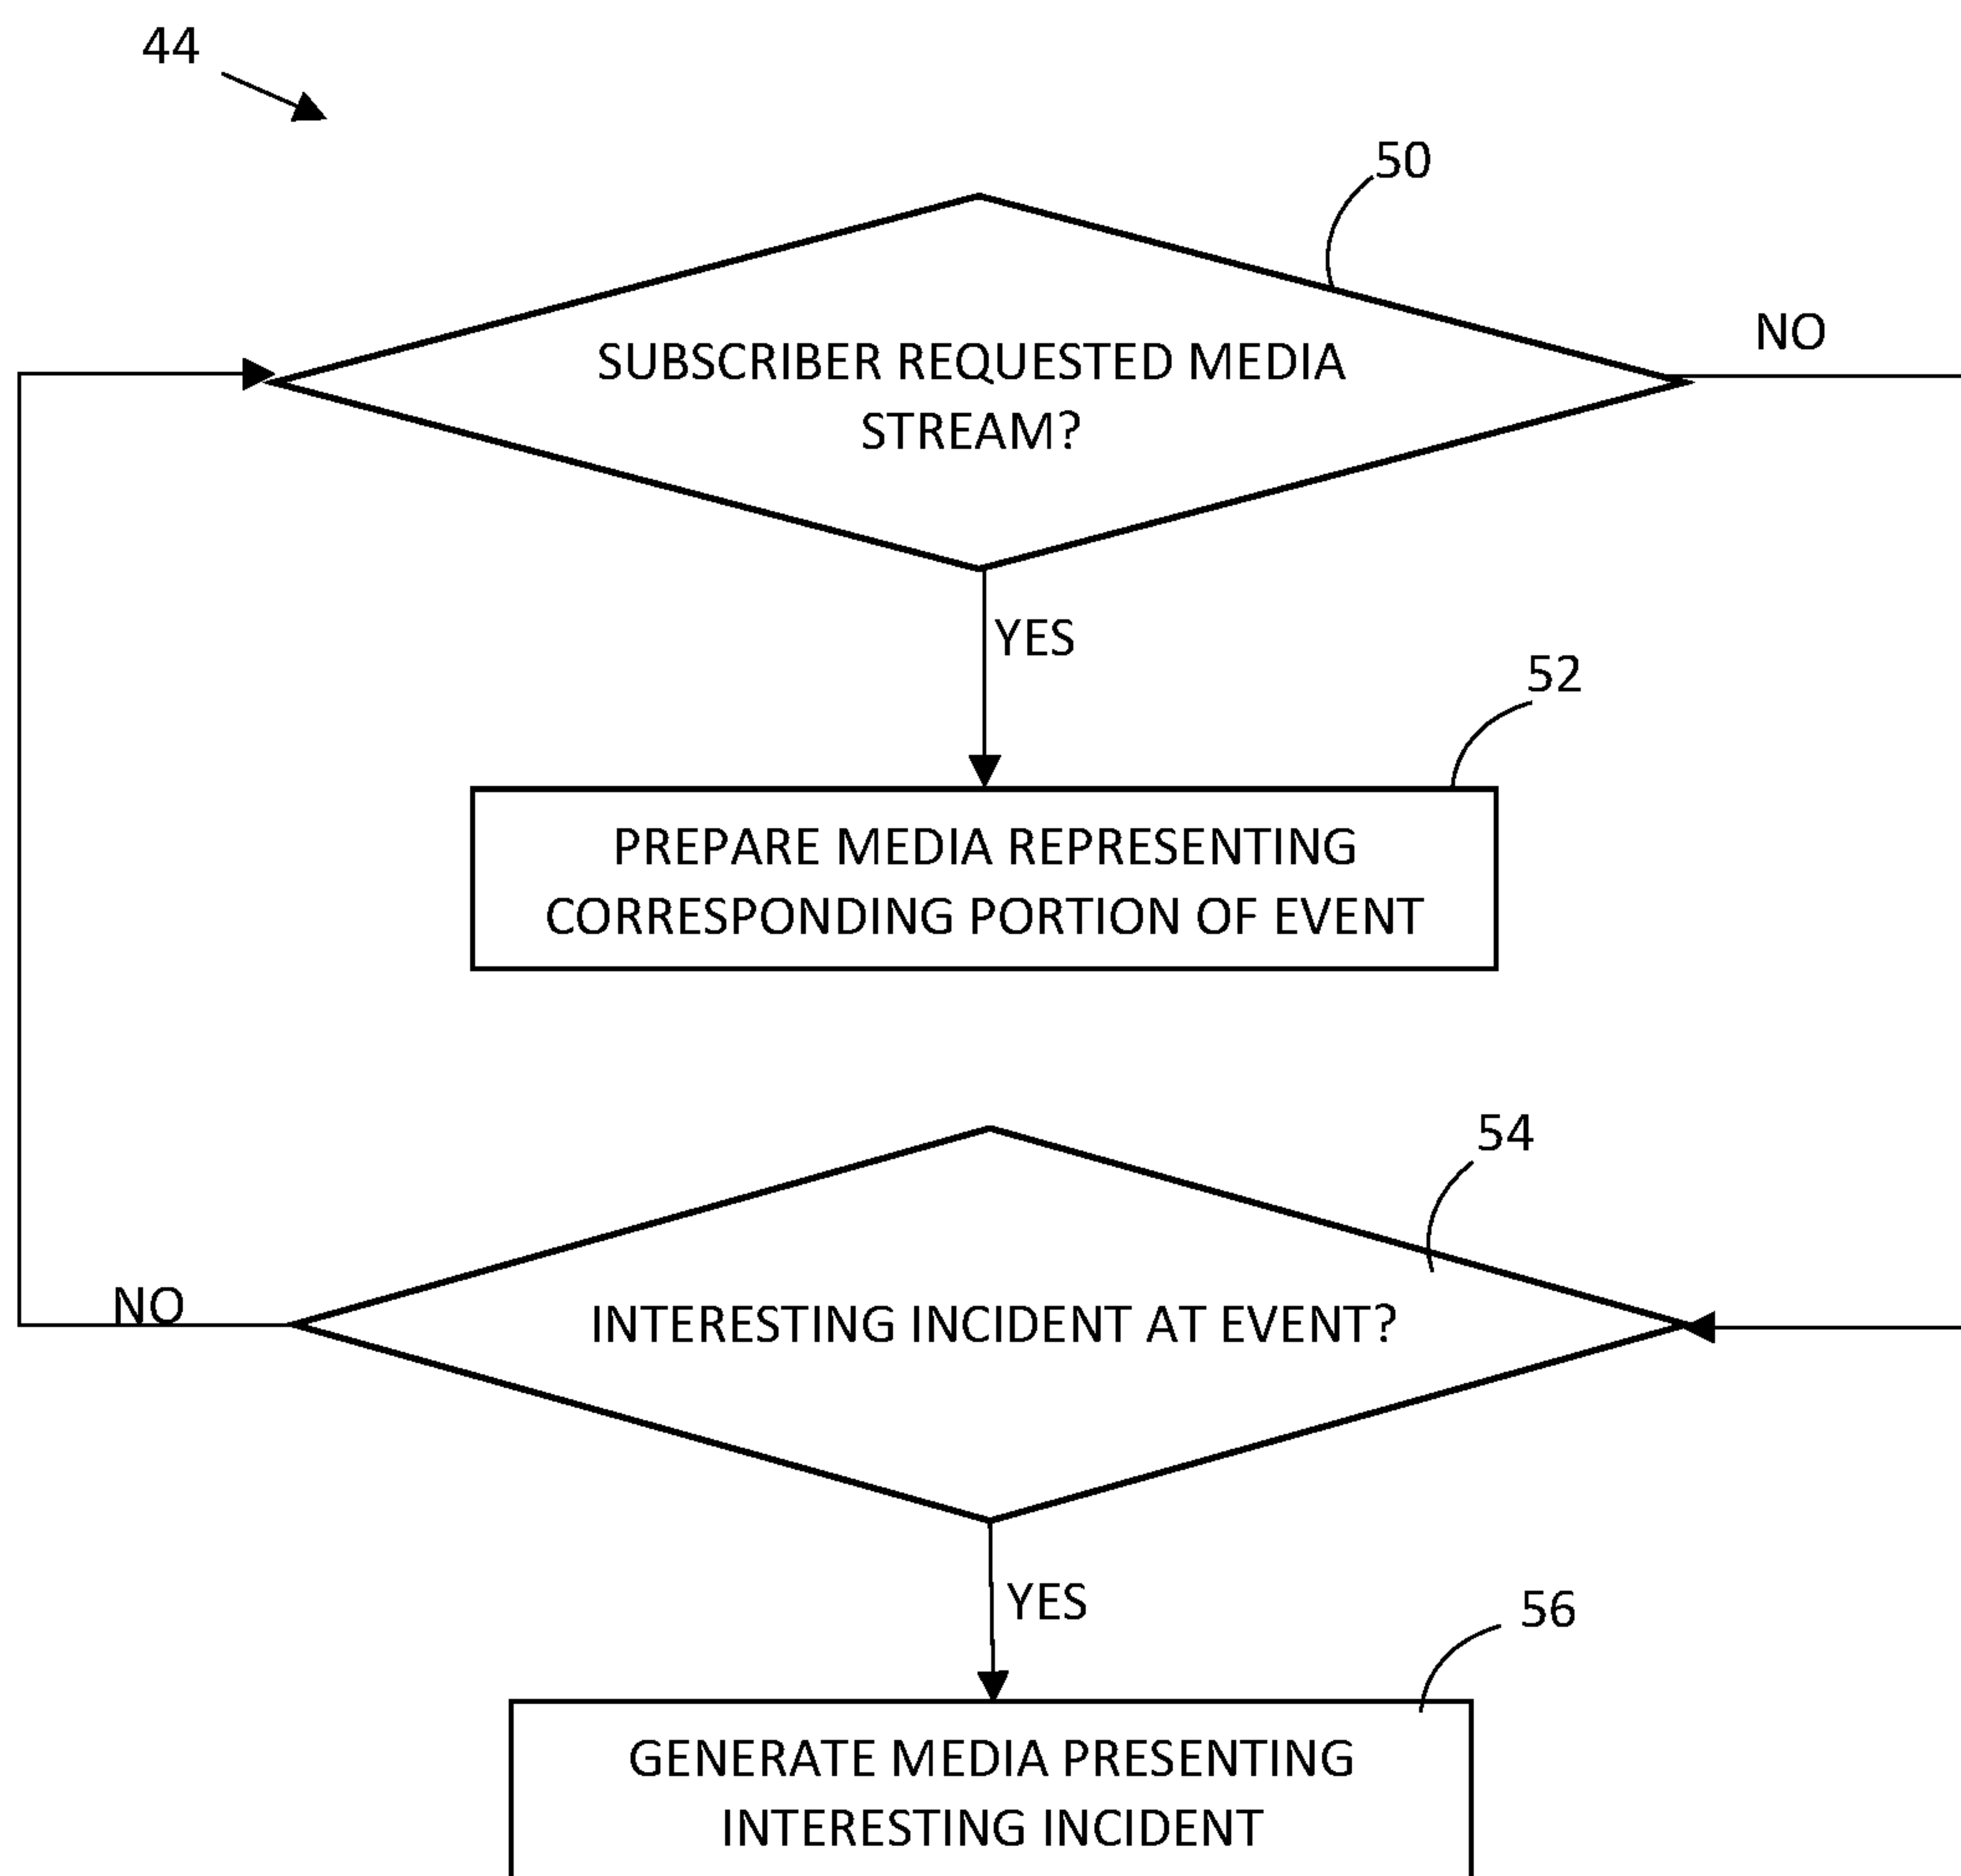 44
50
SUBSCRIBER REQUESTED MEDIA
STREAM?
NO
YES
52
PREPARE MEDIA REPRESENTING
CORRESPONDING PORTION OF EVENT
54
INTERESTING INCIDENT AT EVENT?
NO
YES
56
GENERATE MEDIA PRESENTING
INTERESTING INCIDENT